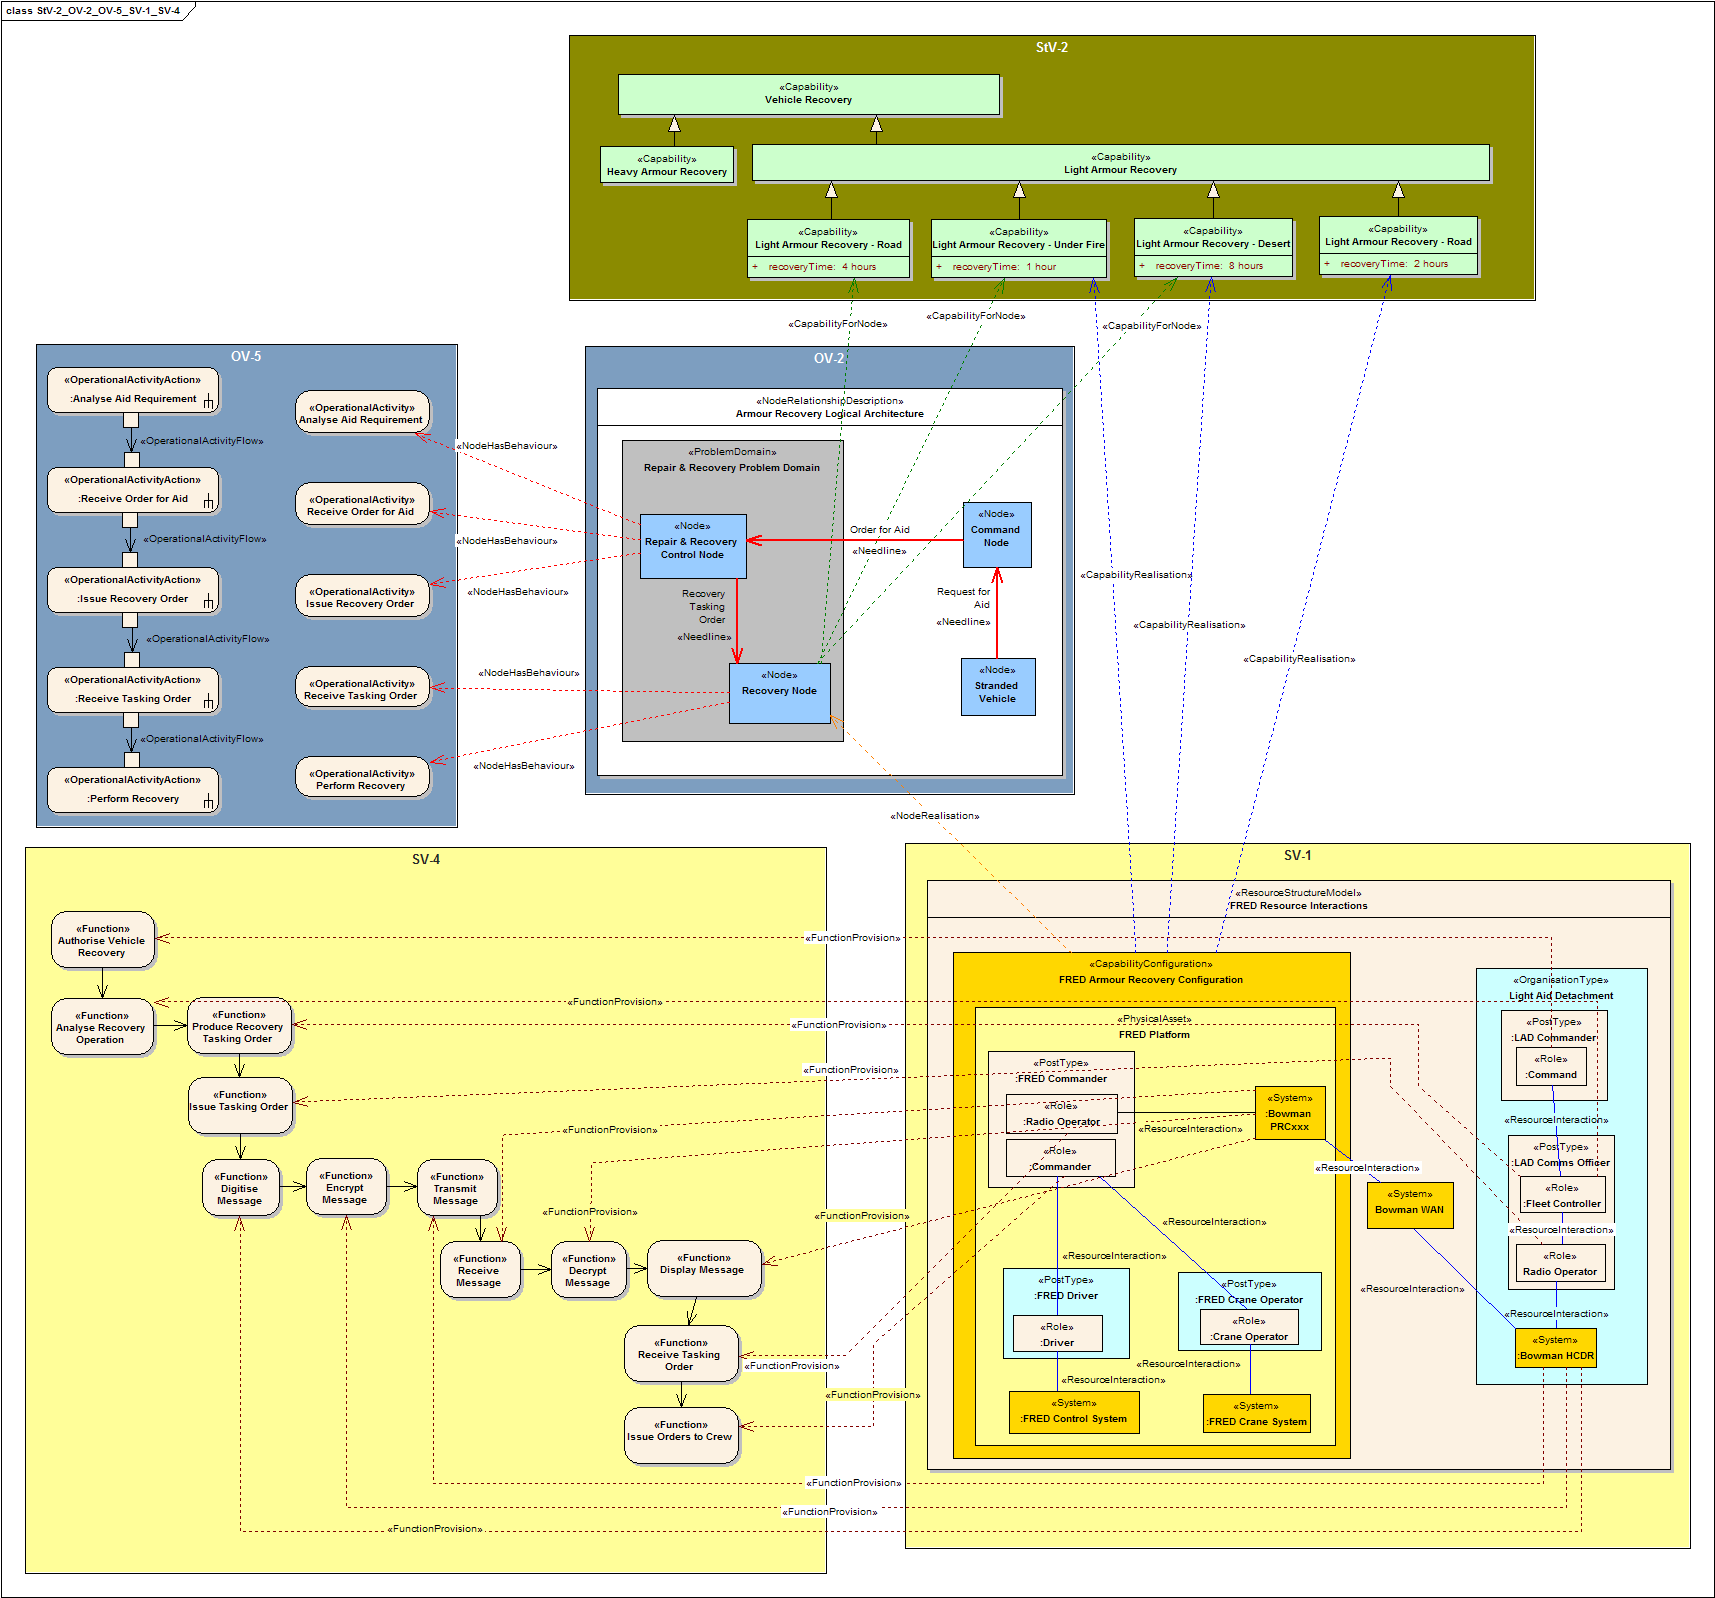 class StV-2_OV-2_OV-5_SV-1_SV-4
StV-2
«Capability»
Vehicle Recovery
«Capability»
Heavy Armour Recovery
«Capability»
Light Armour Recovery
«Capability»
Light Armour Recovery - Road
+ recoveryTime: 4 hours
«Capability»
Light Armour Recovery - Under Fire
+ recoveryTime: 1 hour
«Capability»
Light Armour Recovery - Desert
+ recoveryTime: 8 hours
«Capability»
Light Armour Recovery - Road
+ recoveryTime: 2 hours
«CapabilityForNode»
«CapabilityForNode»
«CapabilityForNode»
OV-5
«OperationalActivityAction»
:Analyse Aid Requirement
«OperationalActivityFlow»
«OperationalActivityAction»
:Receive Order for Aid
«OperationalActivityFlow»
«OperationalActivityAction»
:Issue Recovery Order
«OperationalActivityFlow»
«OperationalActivityAction»
:Receive Tasking Order
«OperationalActivityFlow»
«OperationalActivityAction»
:Perform Recovery
«OperationalActivity»
Analyse Aid Requirement
«OperationalActivity»
Receive Order for Aid
«OperationalActivity»
Issue Recovery Order
«OperationalActivity»
Receive Tasking Order
«OperationalActivity»
Perform Recovery
«NodeHasBehaviour»
«NodeHasBehaviour»
«NodeHasBehaviour»
«NodeHasBehaviour»
«NodeHasBehaviour»
OV-2
«NodeRelationshipDescription»
Armour Recovery Logical Architecture
«ProblemDomain»
Repair & Recovery Problem Domain
«Node»
Repair & Recovery
Control Node
Recovery
Tasking
Order
«Needline»
«Node»
Recovery Node
Order for Aid
«Needline»
«Node»
Command
Node
Request for
Aid
«Needline»
«Node»
Stranded
Vehicle
«CapabilityRealisation»
«CapabilityRealisation»
«CapabilityRealisation»
«NodeRealisation»
SV-4
«Function»
Authorise Vehicle
Recovery
«Function»
Analyse Recovery
Operation
«Function»
Produce Recovery
Tasking Order
«Function»
Issue Tasking Order
«Function»
Digitise
Message
«Function»
Encrypt
Message
«Function»
Transmit
Message
«Function»
Receive
Message
«Function»
Decrypt
Message
«Function»
Display Message
«Function»
Receive Tasking
Order
«Function»
Issue Orders to Crew
«FunctionProvision»
«FunctionProvision»
«FunctionProvision»
«FunctionProvision»
«FunctionProvision»
«FunctionProvision»
«FunctionProvision»
«FunctionProvision»
«FunctionProvision»
«FunctionProvision»
«FunctionProvision»
«FunctionProvision»
SV-1
«ResourceStructureModel»
FRED Resource Interactions
«CapabilityConfiguration»
FRED Armour Recovery Configuration
«PhysicalAsset»
FRED Platform
«PostType»
:FRED Commander
«Role»
:Radio Operator
«Role»
:Commander
«System»
:Bowman
PRCxxx
«ResourceInteraction»
«ResourceInteraction»
«ResourceInteraction»
«PostType»
:FRED Driver
«Role»
:Driver
«ResourceInteraction»
«System»
:FRED Control System
«PostType»
:FRED Crane Operator
«Role»
:Crane Operator
«ResourceInteraction»
«System»
:FRED Crane System
«ResourceInteraction»
«System»
Bowman WAN
«ResourceInteraction»
«OrganisationType»
Light Aid Detachment
«PostType»
:LAD Commander
«Role»
:Command
«ResourceInteraction»
«PostType»
:LAD Comms Officer
«Role»
:Fleet Controller
«ResourceInteraction»
«Role»
Radio Operator
«ResourceInteraction»
«System»
:Bowman HCDR